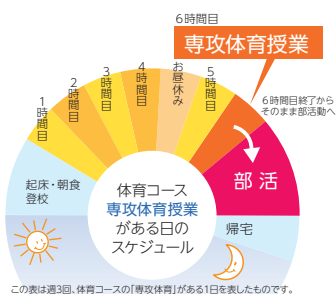 6時間目
専攻体育授業
6時間目終了から
そのまま部活動へ
1時間目
2時間目
3時間目
4時間目
お昼休み
5時間目
部活
起床・朝食
登校
体育コース
専攻体育授業
がある日の
スケジュール
帰宅
この表は週3回、体育コースの「専攻体育」がある1日を表したものです。